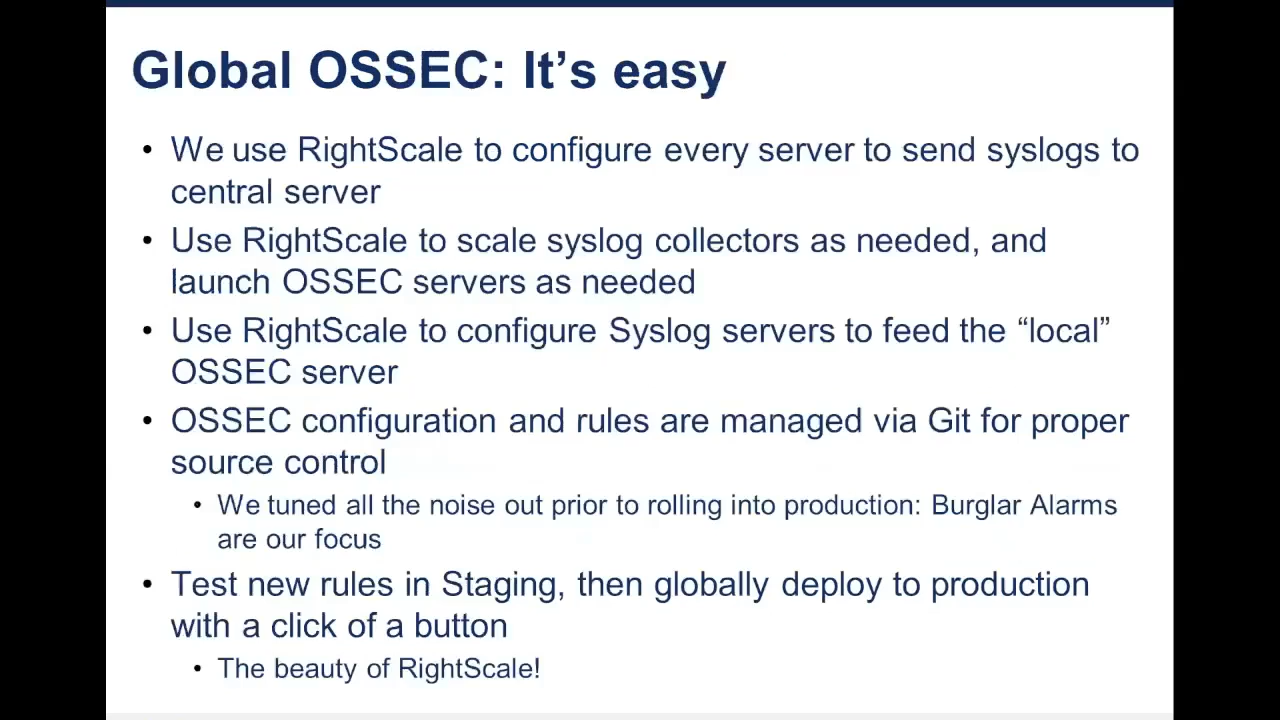 Global OSSEC: It’s easy
• We use RightScale to configure every server to send syslogs to
central server
• Use RightScale to scale syslog collectors as needed, and
launch OSSEC servers as needed
• Use RightScale to configure Syslog servers to feed the “local”
OSSEC server
• OSSEC configuration and rules are managed via Git for proper
source control
• We tuned all the noise out prior to rolling into production: Burglar Alarms
are our focus
• Test new rules in Staging, then globally deploy to production
with a click of a button
• The beauty of RightScale!